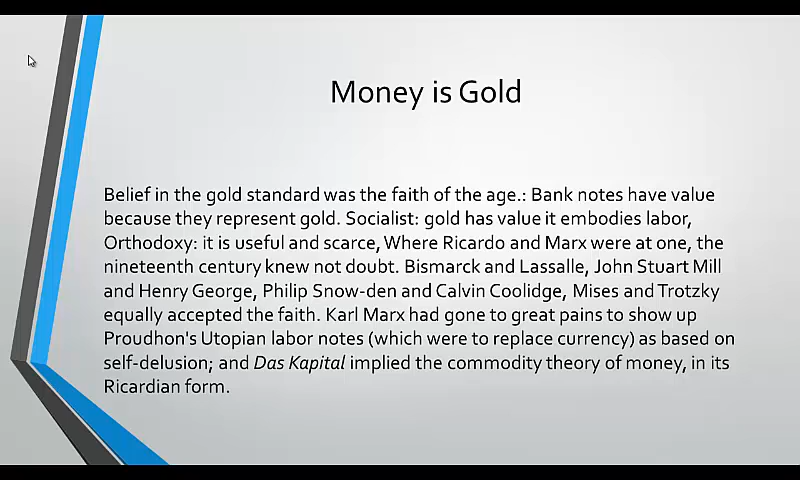 Money is Gold
Belief in the gold standard was the faith of the age.: Bank notes have value
because they represent gold. Socialist: gold has value it embodies labor,
Orthodoxy: it is useful and scarce, Where Ricardo and Marx were at one, the
nineteenth century knew not doubt. Bismarck and Lassalle, John Stuart Mill
and Henry George, Philip Snow-den and Calvin Coolidge, Mises and Trotzky
equally accepted the faith. Karl Marx had gone to great pains to show up
Proudhon's Utopian labor notes (which were to replace currency) as based on
self-delusion; and Das Kapital implied the commodity theory of money, in its
Ricardian form.